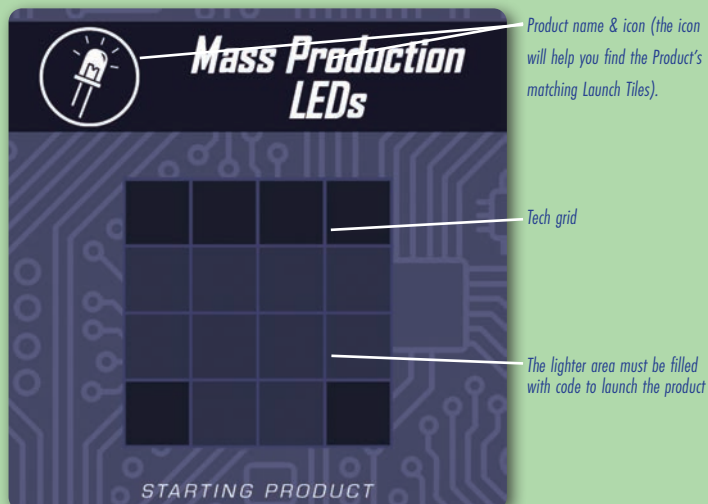 Mass Production
LEDs
Product name & icon (the icon
will help you find the Product's
matching Launch Tiles).
Tech grid
The lighter area must be filled
with code to launch the product
STARTING PRODUCT